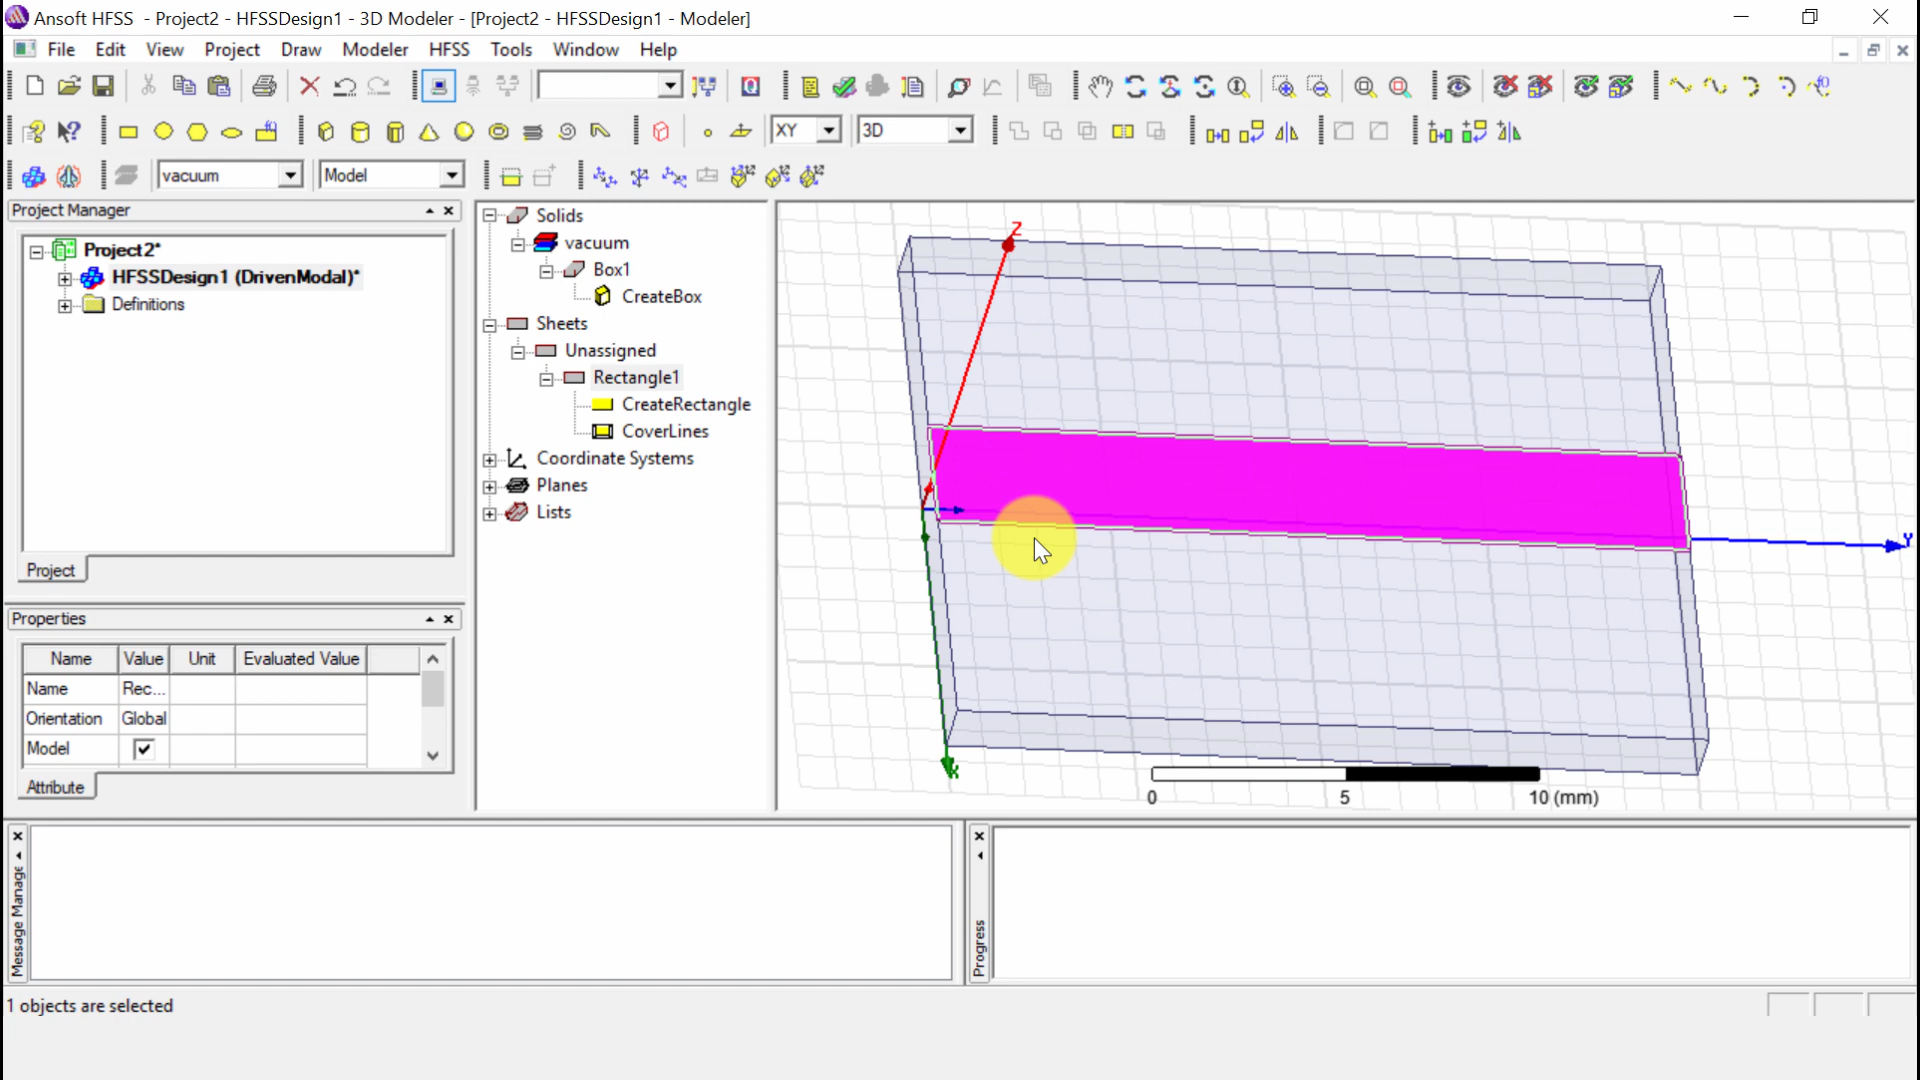 Ansoft HFSS - Project2 - HFSSDesign1 - 3D Modeler - [Project2 - HFSSDesign1 - Modeler]
File Edit View Project Draw Modeler HFSS Tools Window Help
XY 3D
vacuum Model
Project Manager
Project2*
HFSSDesign1 (DrivenModal)*
Definitions
Project
Properties
Name Value Unit Evaluated Value
Name Rec...
Orientation Global
Model
Attribute
Solids
vacuum
Box1
CreateBox
Sheets
Unassigned
Rectangle1
CreateRectangle
CoverLines
Coordinate Systems
Planes
Lists
Z
Y
X
0 5 10 (mm)
Message Manage
Progress
1 objects are selected